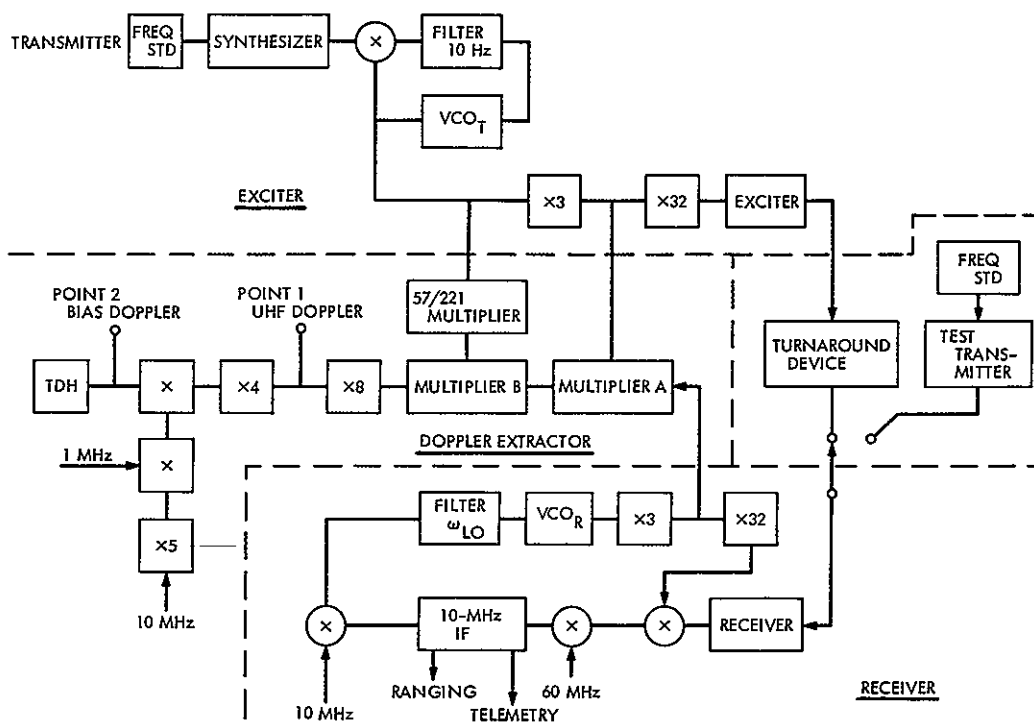 TRANSMITTER
FREQ
STD
SYNTHESIZER
×
FILTER
10 Hz
VCO_T
EXCITER
×3
×32
EXCITER
POINT 2
BIAS DOPPLER
POINT 1
UHF DOPPLER
57/221
MULTIPLIER
FREQ
STD
TURNAROUND
DEVICE
TEST
TRANS-
MITTER
TDH
×
×4
×8
MULTIPLIER B
MULTIPLIER A
1 MHz
×
DOPPLER EXTRACTOR
×5
10 MHz
FILTER
ω_LO
VCO_R
×3
×32
×
10-MHz
IF
×
×
RECEIVER
10 MHz
RANGING
TELEMETRY
60 MHz
RECEIVER